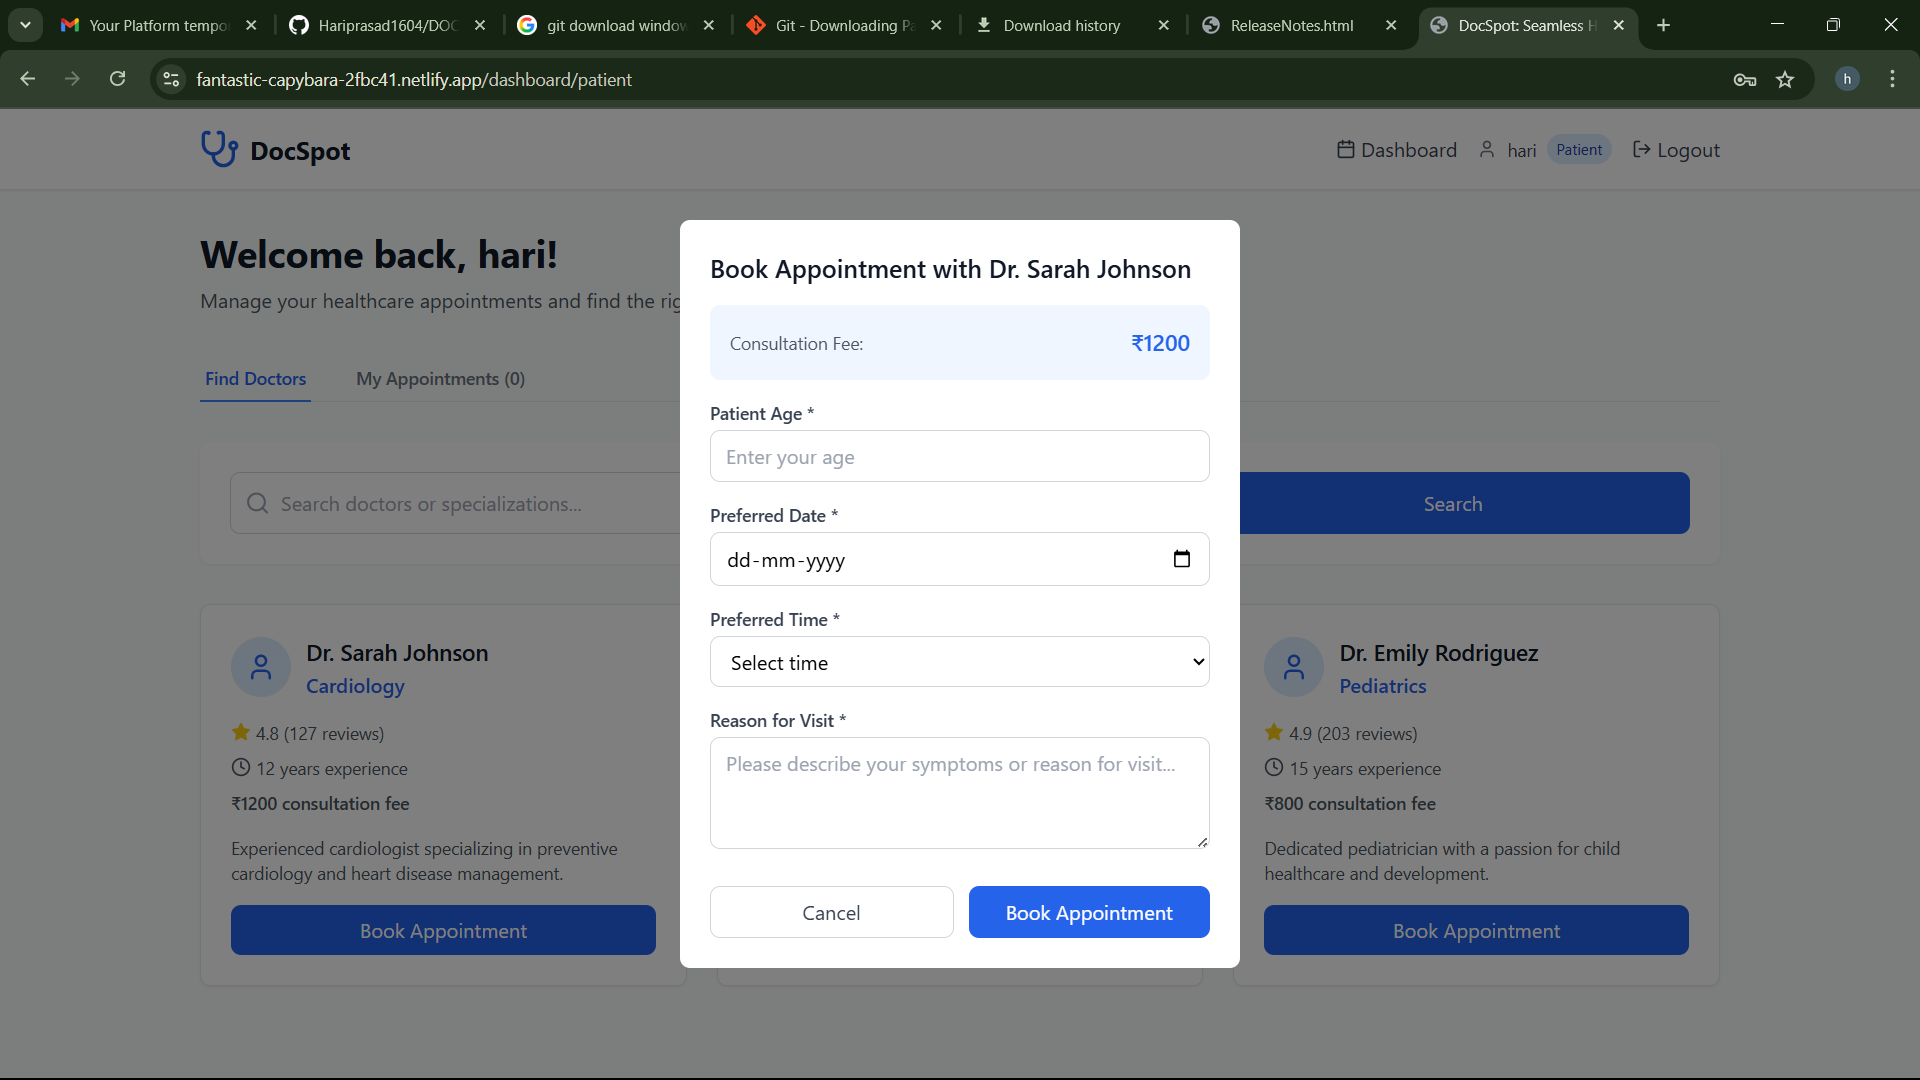 Your Platform tempo
Hariprasad1604/DOC
git download window
Git - Downloading Pa
Download history
ReleaseNotes.html
DocSpot: Seamless H
fantastic-capybara-2fbc41.netlify.app/dashboard/patient
h
DocSpot
Dashboard
hari
Patient
Logout
Welcome back, hari!
Manage your healthcare appointments and find the rig
Find Doctors
My Appointments (0)
Search doctors or specializations...
Search
Book Appointment with Dr. Sarah Johnson
Consultation Fee:
₹1200
Patient Age *
Enter your age
Preferred Date *
dd-mm-yyyy
Preferred Time *
Select time
Reason for Visit *
Please describe your symptoms or reason for visit...
Cancel
Book Appointment
Dr. Sarah Johnson
Cardiology
4.8 (127 reviews)
12 years experience
₹1200 consultation fee
Experienced cardiologist specializing in preventive
cardiology and heart disease management.
Book Appointment
Dr. Emily Rodriguez
Pediatrics
4.9 (203 reviews)
15 years experience
₹800 consultation fee
Dedicated pediatrician with a passion for child
healthcare and development.
Book Appointment